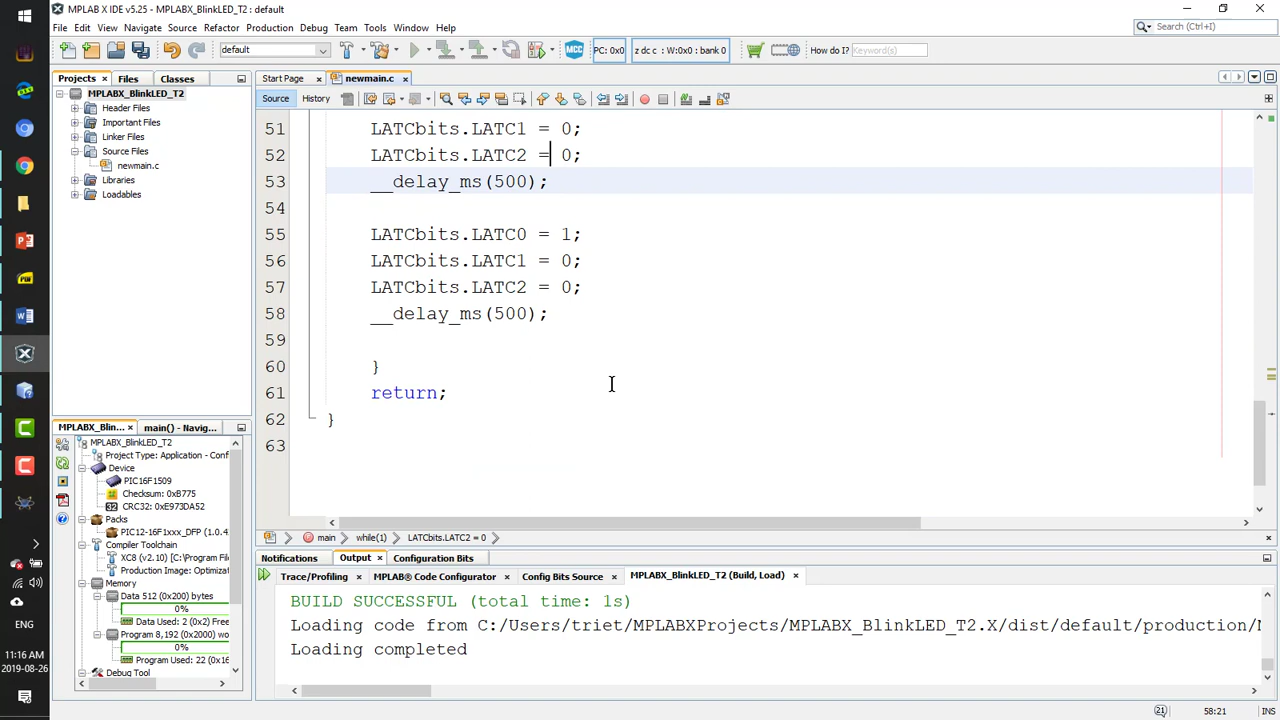 MPLAB X IDE v5.25 - MPLABX_BlinkLED_T2 : default
File Edit View Navigate Source Refactor Production Debug Team Tools Window Help
Search (Ctrl+I)
default
MCC
PC: 0x0
z dc c : W:0x0 : bank 0
How do I?
Keyword(s)
Projects
Files
Classes
Start Page
newmain.c
Source
History
MPLABX_BlinkLED_T2
Header Files
Important Files
Linker Files
Source Files
newmain.c
Libraries
Loadables
51 LATCbits.LATC1 = 0;
52 LATCbits.LATC2 = 0;
53 __delay_ms(500);
54
55 LATCbits.LATC0 = 1;
56 LATCbits.LATC1 = 0;
57 LATCbits.LATC2 = 0;
58 __delay_ms(500);
59
60 }
61 return;
62 }
63
MPLABX_Blin...
main() - Navig...
MPLABX_BlinkLED_T2
Project Type: Application - Conf
Device
PIC16F1509
Checksum: 0xB775
CRC32: 0xE973DA52
Packs
PIC12-16F1xxx_DFP (1.0.4
Compiler Toolchain
XC8 (v2.10) [C:\Program Fil
Production Image: Optimizat
Memory
Data 512 (0x200) bytes
0%
Data Used: 2 (0x2) Free
Program 8,192 (0x2000) wo
0%
Program Used: 22 (0x16
Debug Tool
main
while(1)
LATCbits.LATC2 = 0
Notifications
Output
Configuration Bits
Trace/Profiling
MPLAB® Code Configurator
Config Bits Source
MPLABX_BlinkLED_T2 (Build, Load)
BUILD SUCCESSFUL (total time: 1s)
Loading code from C:/Users/triet/MPLABXProjects/MPLABX_BlinkLED_T2.X/dist/default/production/
Loading completed
ENG
11:16 AM
2019-08-26
21
58:21
INS